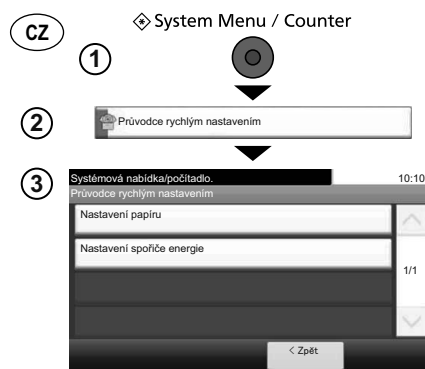 CZ
System Menu / Counter
1
2
Průvodce rychlým nastavením
3
Systémová nabídka/počítadlo.
10:10
Průvodce rychlým nastavením
Nastavení papíru
Nastavení spořiče energie
1/1
< Zpět